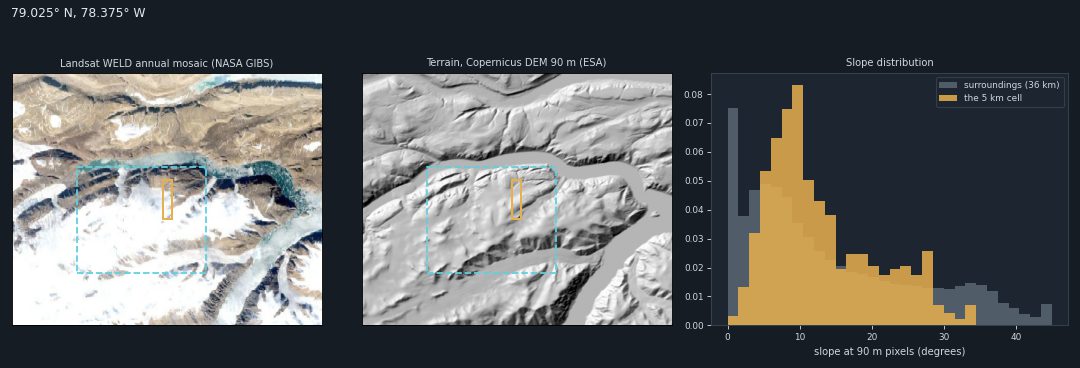 79.025° N, 78.375° W
Landsat WELD annual mosaic (NASA GIBS)
Terrain, Copernicus DEM 90 m (ESA)
Slope distribution
surroundings (36 km)
the 5 km cell
0.08
0.07
0.06
0.05
0.04
0.03
0.02
0.01
0.00
0 10 20 30 40
slope at 90 m pixels (degrees)